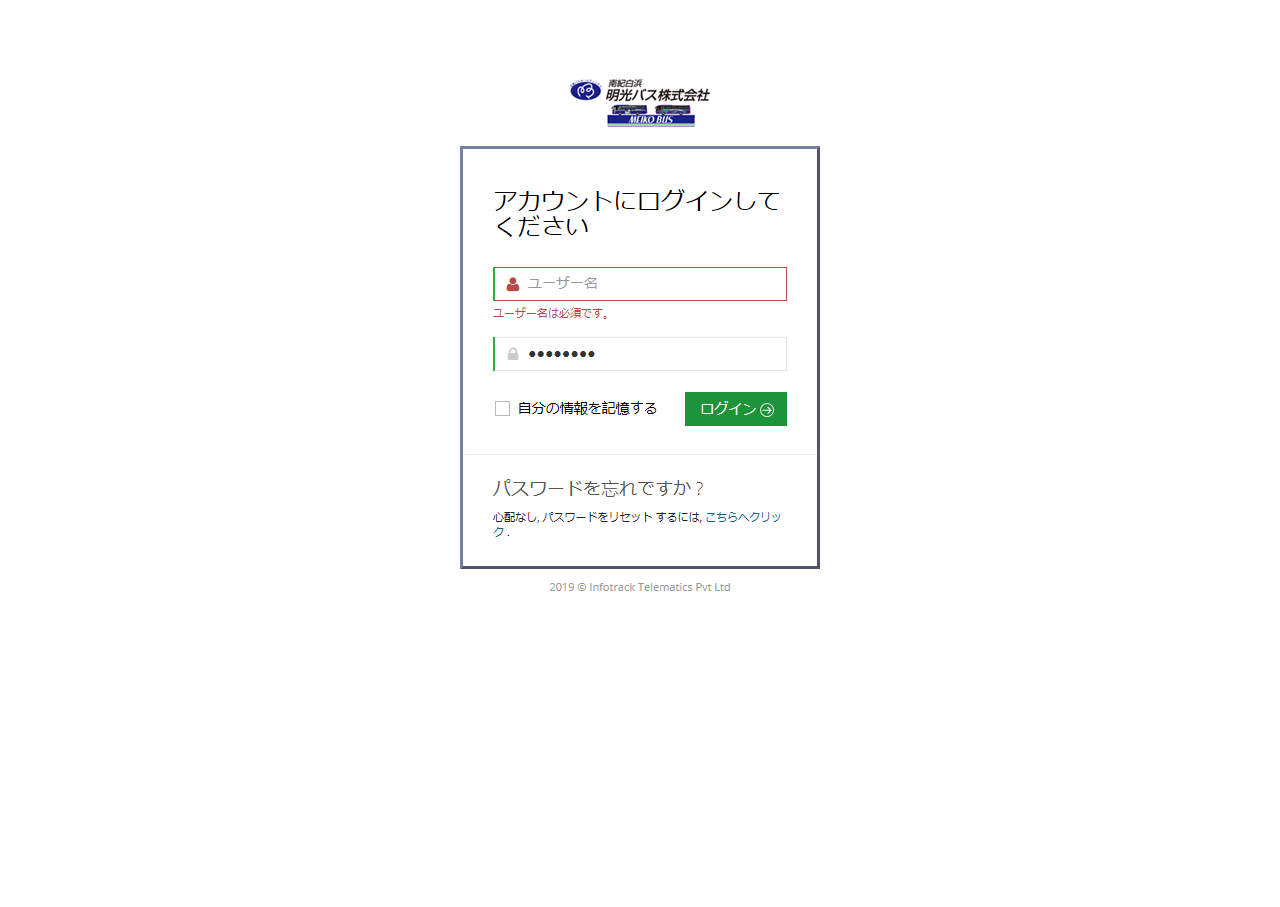 南紀白浜
明光バス株式会社
MEIKO BUS
アカウントにログインして
ください
ユーザー名
ユーザー名は必須です。
自分の情報を記憶する
ログイン
パスワードを忘れですか ?
心配なし, パスワードをリセット するには, こちらへクリッ
ク .
2019 © Infotrack Telematics Pvt Ltd